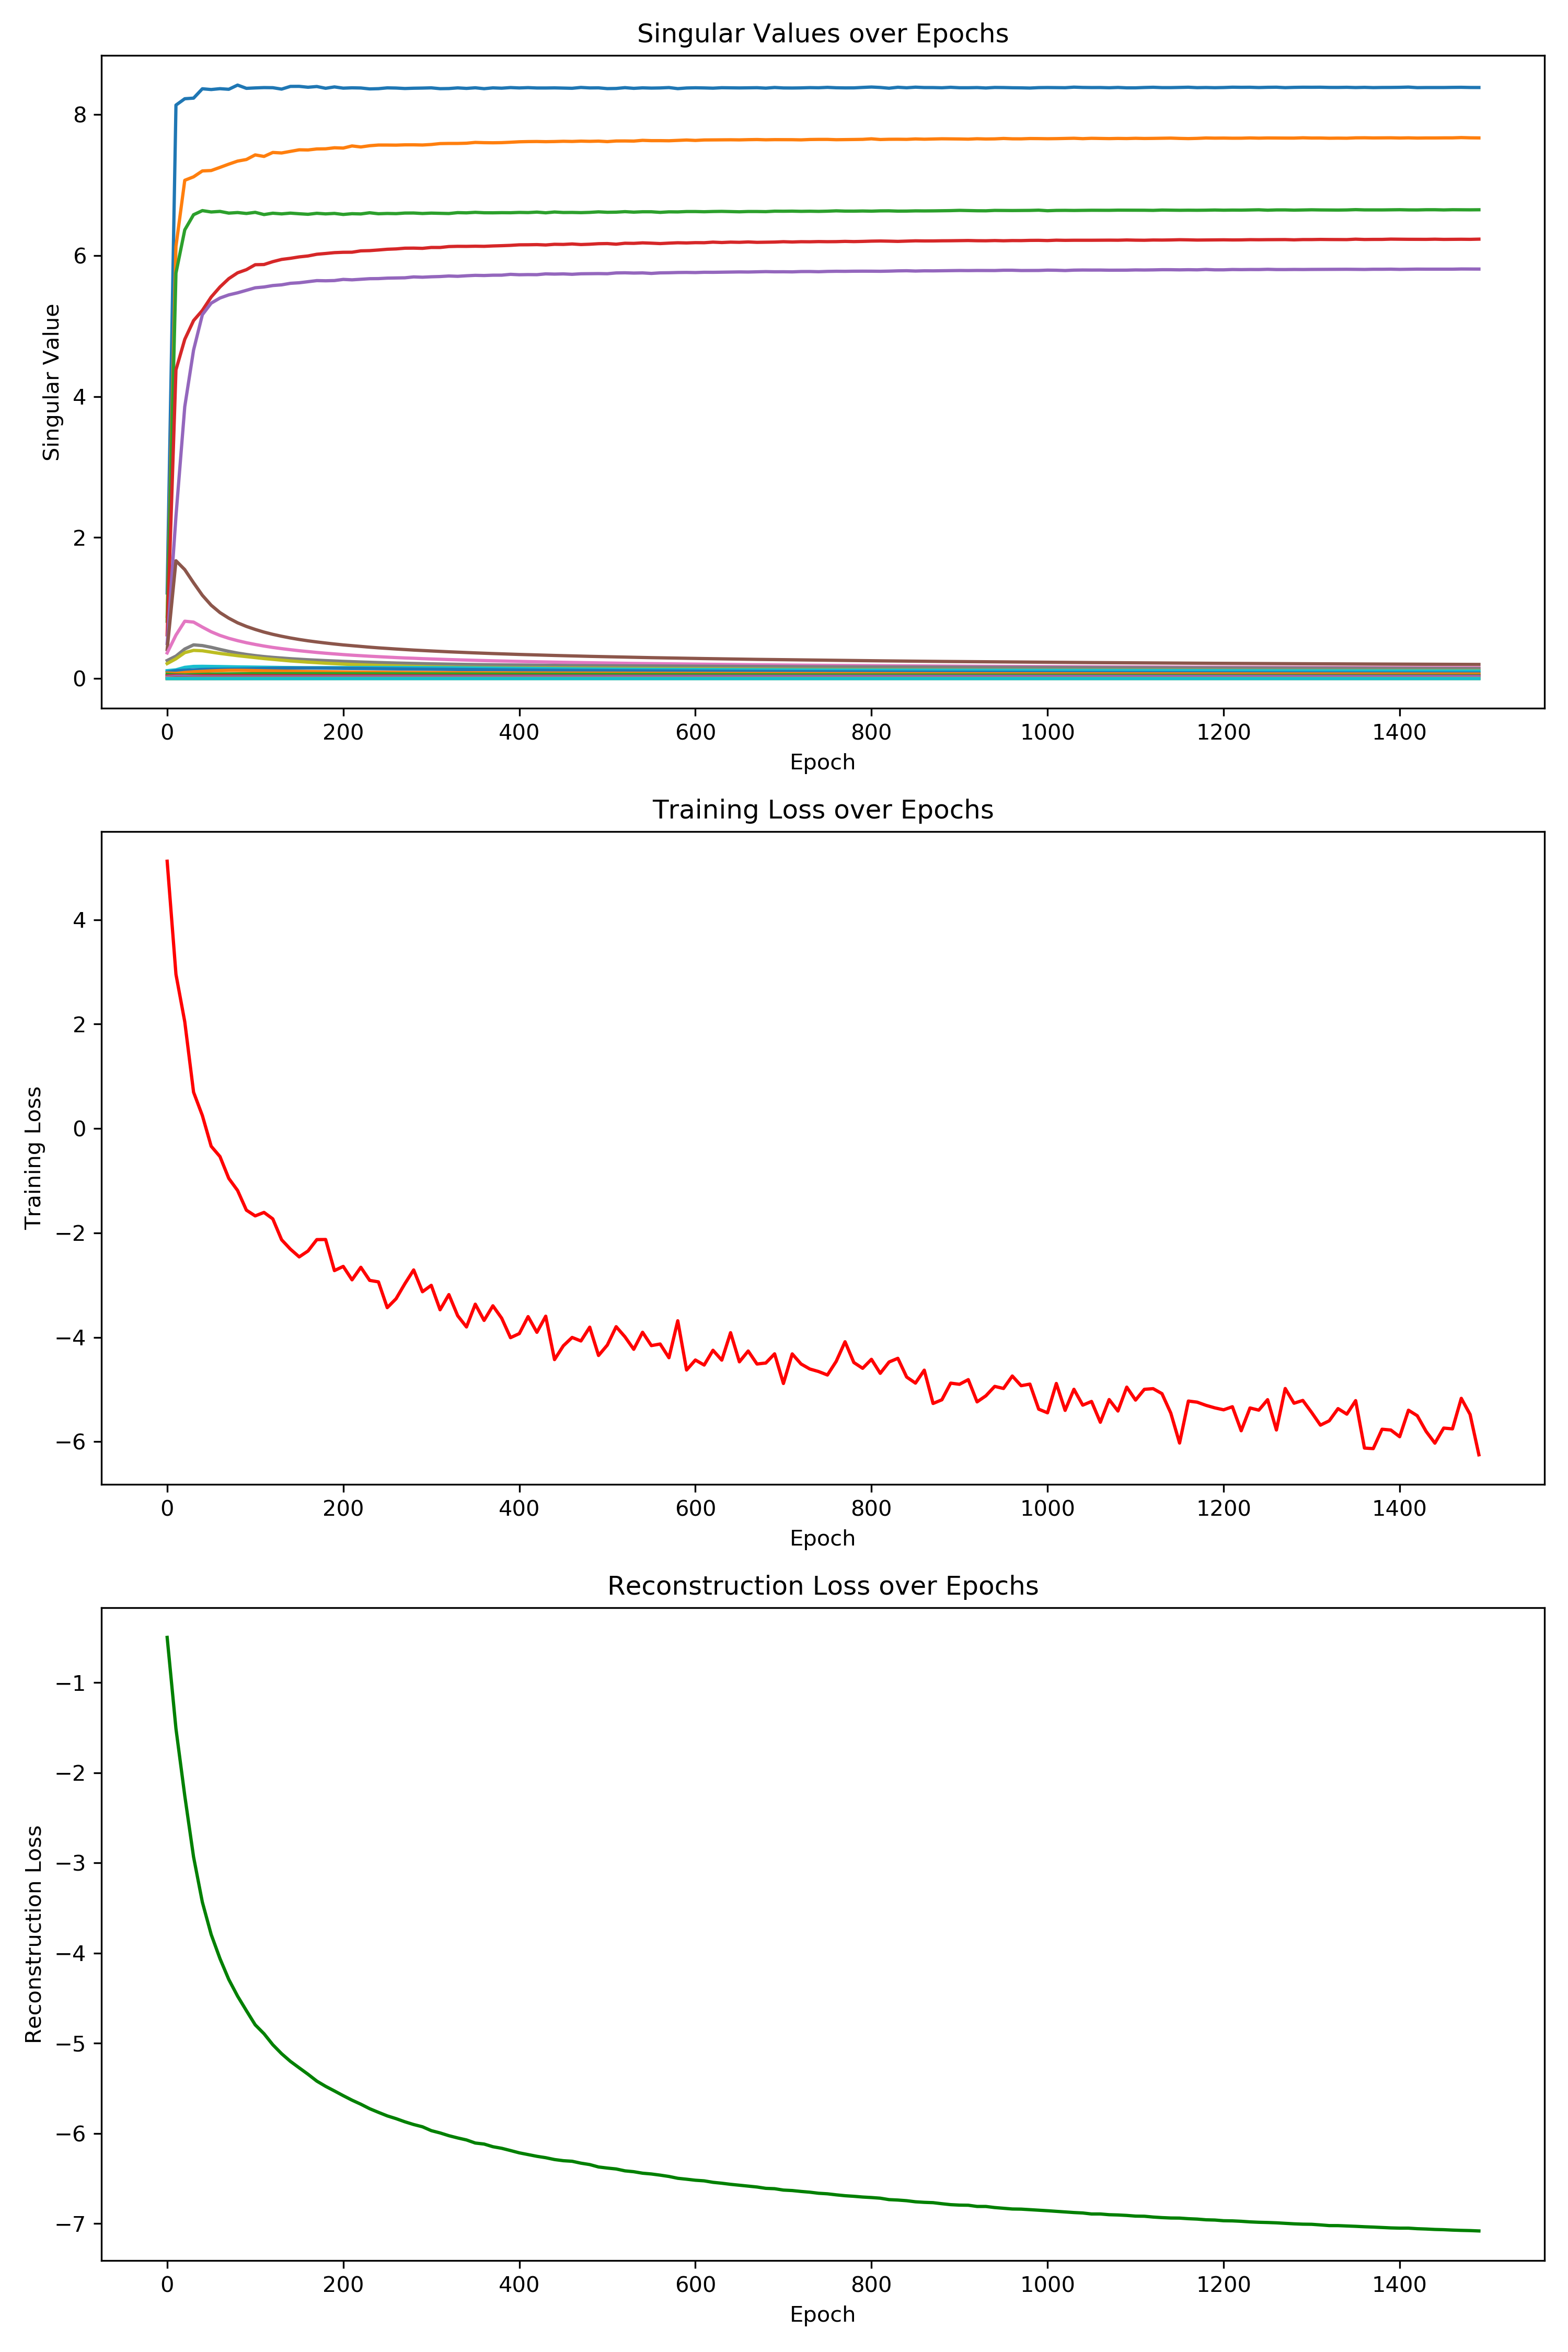 Singular Values over Epochs
Singular Value
8
6
4
2
0
0 200 400 600 800 1000 1200 1400
Epoch
Training Loss over Epochs
Training Loss
4
2
0
−2
−4
−6
0 200 400 600 800 1000 1200 1400
Epoch
Reconstruction Loss over Epochs
Reconstruction Loss
−1
−2
−3
−4
−5
−6
−7
0 200 400 600 800 1000 1200 1400
Epoch